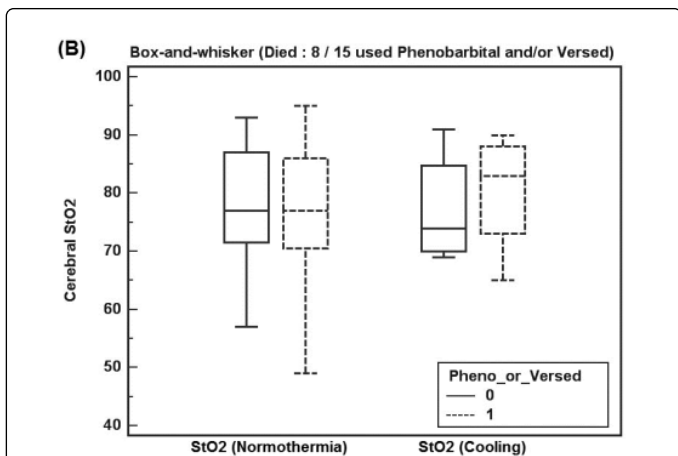 (B)
Box-and-whisker (Died : 8 / 15 used Phenobarbital and/or Versed)
100
90
80
70
60
50
40
Cerebral StO2
Pheno_or_Versed
0
1
StO2 (Normothermia)
StO2 (Cooling)